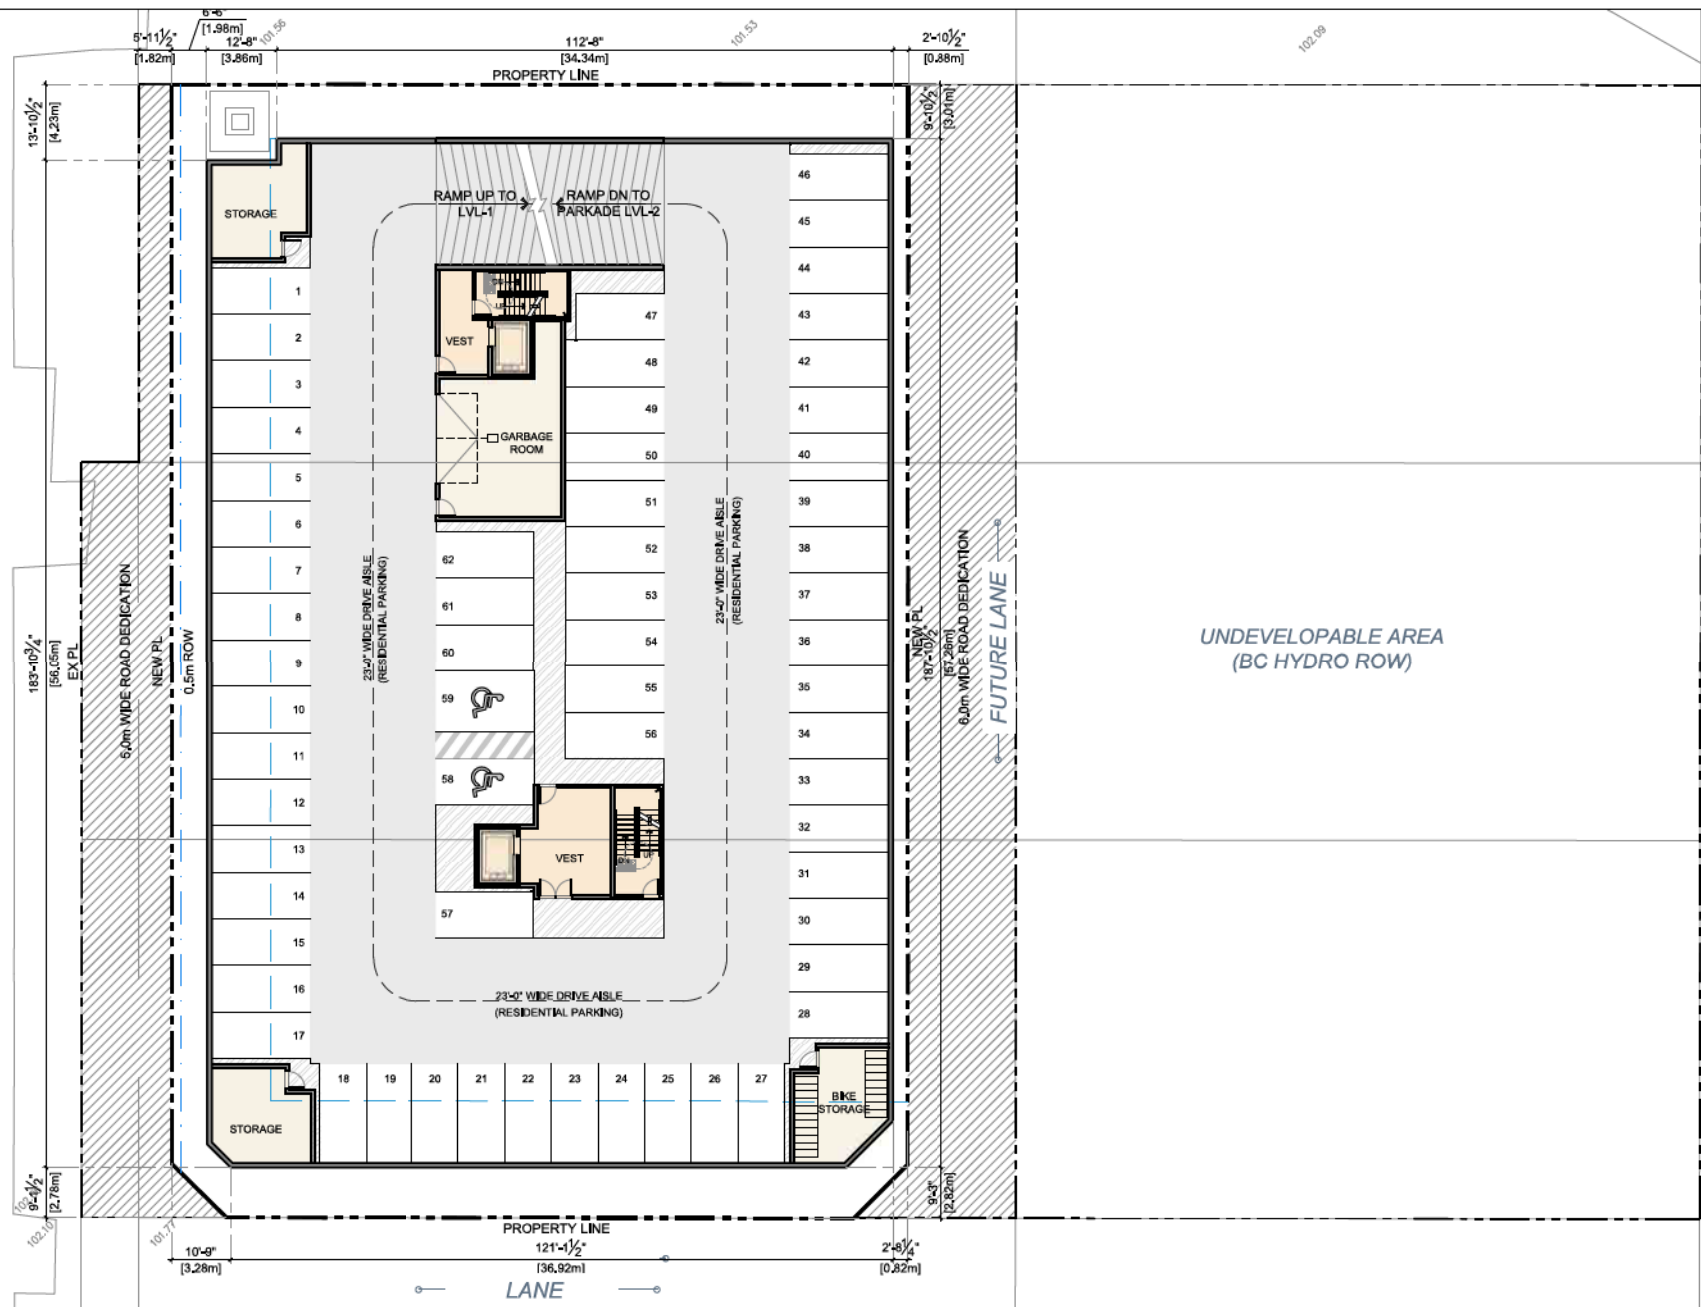 6'-6"
[1.98m]
5'-11½"
[1.82m]
12'-8"
[3.86m]
101.56
112'-8"
[34.34m]
101.53
2'-10½"
[0.88m]
102.09
PROPERTY LINE
13'-10½"
[4.23m]
9'-10½"
[3.01m]
RAMP UP TO
LVL-1
RAMP DN TO
PARKADE LVL-2
STORAGE
46
45
44
43
42
41
40
39
38
37
36
35
34
33
32
31
30
29
28
1
2
3
4
5
6
7
8
9
10
11
12
13
14
15
16
17
UP
VEST
GARBAGE
ROOM
47
48
49
50
51
52
53
54
55
56
62
61
60
59
58
57
VEST
UP
23'-0" WIDE DRIVE AISLE
(RESIDENTIAL PARKING)
23'-0" WIDE DRIVE AISLE
(RESIDENTIAL PARKING)
23'-0" WIDE DRIVE AISLE
(RESIDENTIAL PARKING)
183'-10¾"
[56.05m]
EX PL
5.0m WIDE ROAD DEDICATION
NEW PL
0.5m ROW
NEW PL
187'-10½"
[57.26m]
6.0m WIDE ROAD DEDICATION
FUTURE LANE
UNDEVELOPABLE AREA
(BC HYDRO ROW)
18
19
20
21
22
23
24
25
26
27
STORAGE
BIKE
STORAGE
9'-1½"
[2.78m]
102.10
101.77
9'-3"
[2.82m]
PROPERTY LINE
10'-9"
[3.28m]
121'-1½"
[36.92m]
2'-8¼"
[0.82m]
LANE